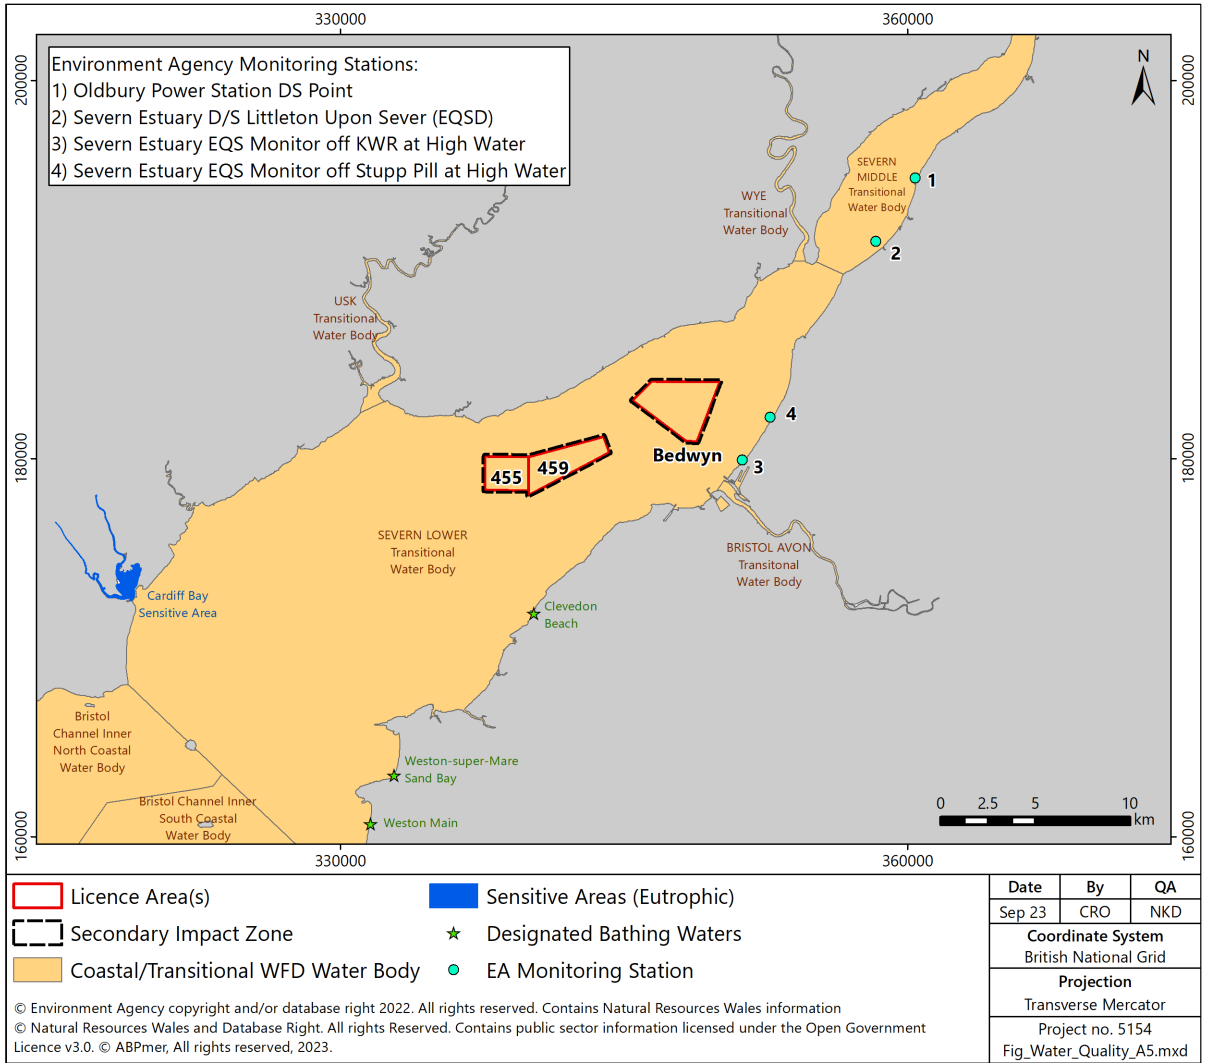 330000
360000
200000
200000
Environment Agency Monitoring Stations:
1) Oldbury Power Station DS Point
2) Severn Estuary D/S Littleton Upon Sever (EQSD)
3) Severn Estuary EQS Monitor off KWR at High Water
4) Severn Estuary EQS Monitor off Stupp Pill at High Water
N
SEVERN
MIDDLE
Transitional
Water Body
1
2
WYE
Transitional
Water Body
USK
Transitional
Water Body
4
3
Bedwyn
455
459
180000
180000
SEVERN LOWER
Transitional
Water Body
BRISTOL AVON
Transitonal
Water Body
Cardiff Bay
Sensitive Area
Clevedon
Beach
Bristol
Channel Inner
North Coastal
Water Body
Weston-super-Mare
Sand Bay
Bristol Channel Inner
South Coastal
Water Body
Weston Main
0 2.5 5 10
km
160000
160000
330000
360000
Licence Area(s)
Secondary Impact Zone
Coastal/Transitional WFD Water Body
Sensitive Areas (Eutrophic)
Designated Bathing Waters
EA Monitoring Station
© Environment Agency copyright and/or database right 2022. All rights reserved. Contains Natural Resources Wales information
© Natural Resources Wales and Database Right. All rights Reserved. Contains public sector information licensed under the Open Government
Licence v3.0. © ABPmer, All rights reserved, 2023.
Date By QA
Sep 23 CRO NKD
Coordinate System
British National Grid
Projection
Transverse Mercator
Project no. 5154
Fig_Water_Quality_A5.mxd